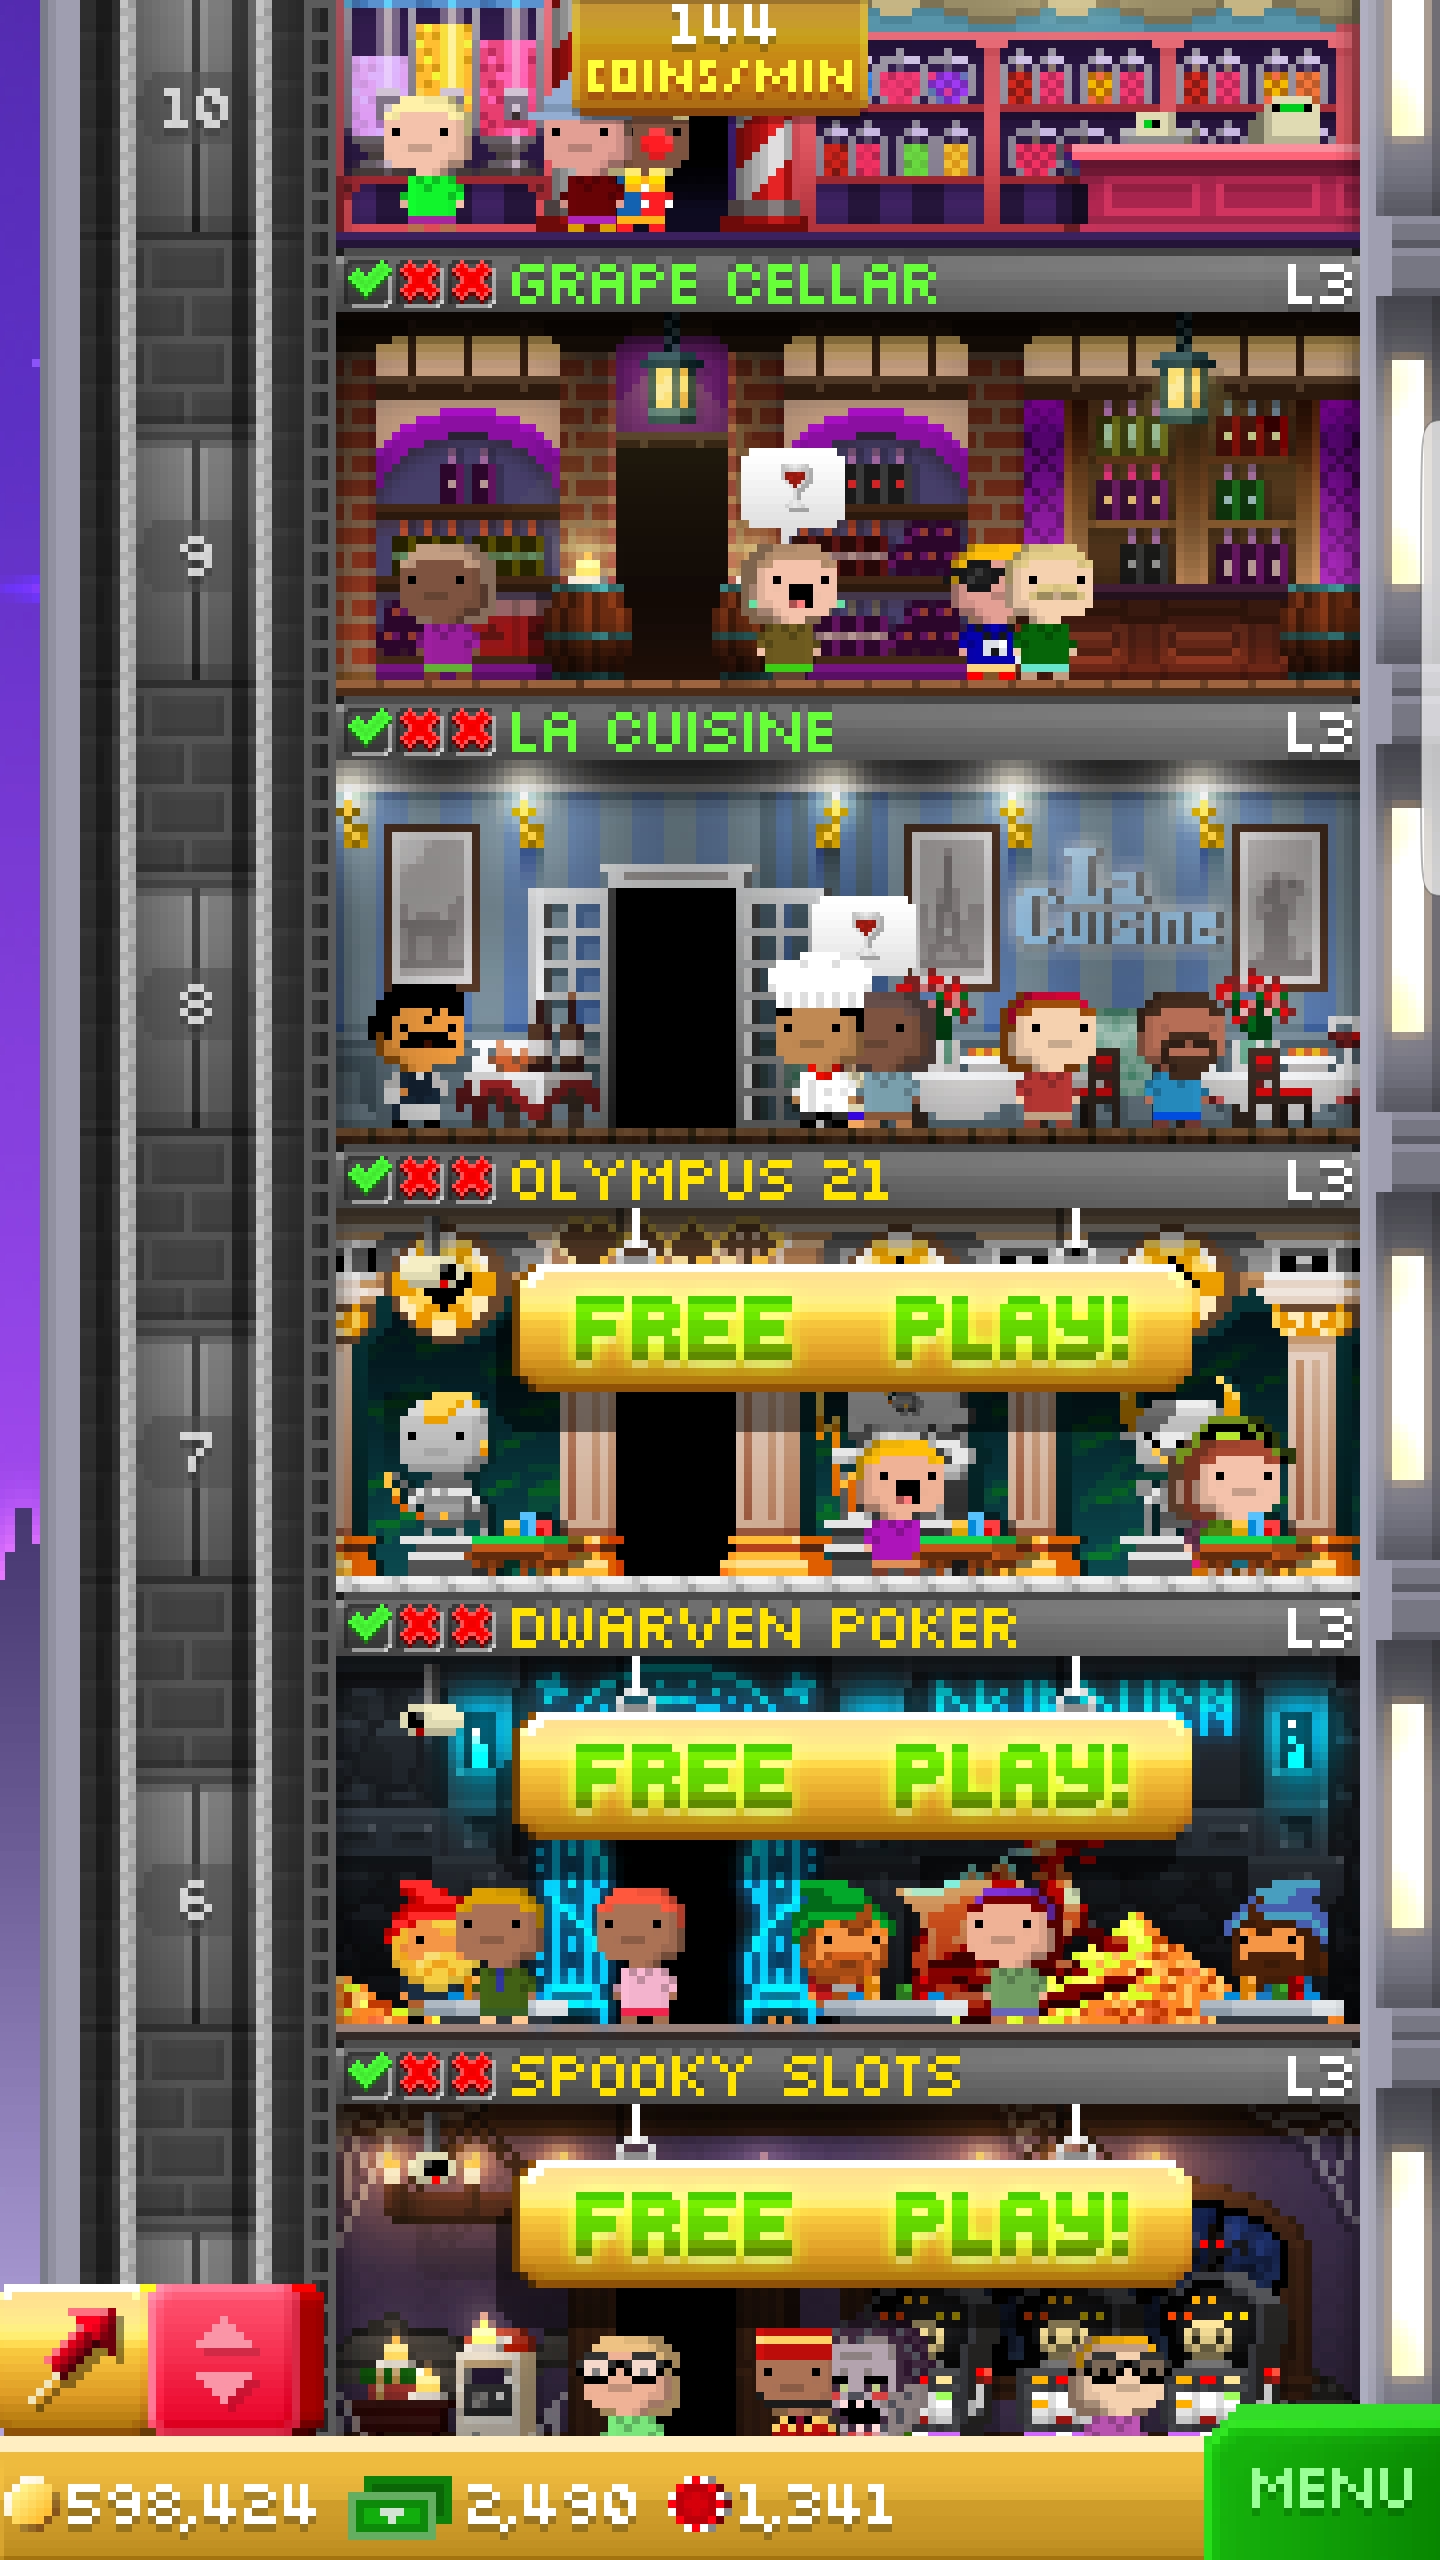 144
COINS/MIN
10
GRAPE CELLAR L3
9
LA CUISINE L3
La
Cuisine
8
OLYMPUS 21 L3
FREE PLAY!
7
DWARVEN POKER L3
FREE PLAY!
6
SPOOKY SLOTS L3
FREE PLAY!
598,424 2,490 1,341 MENU